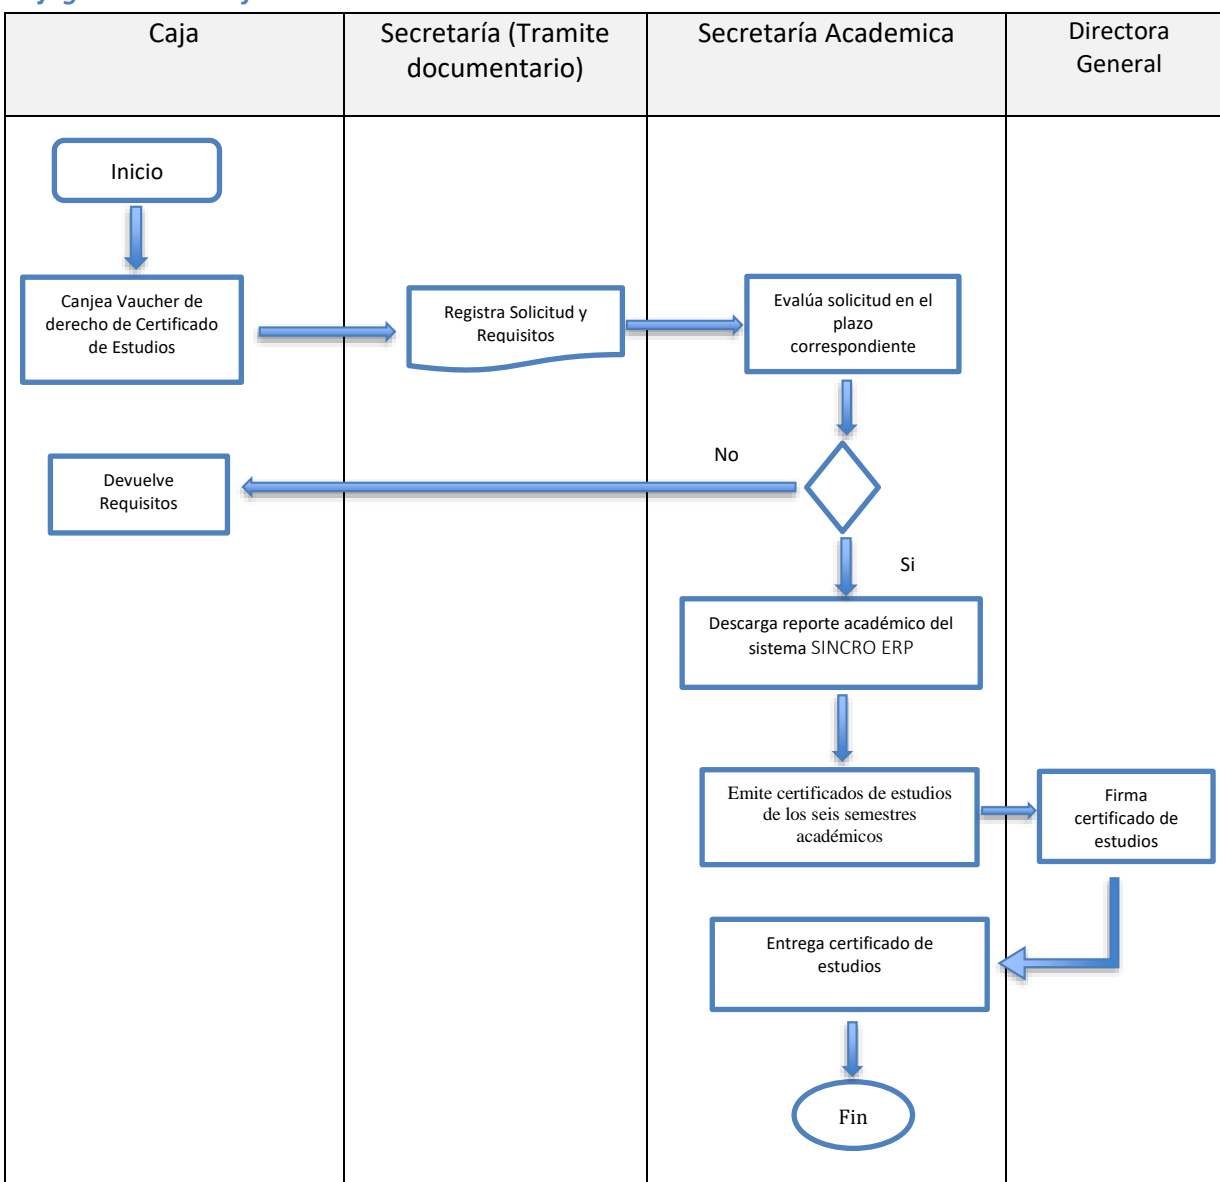 Caja
Secretaría (Tramite
documentario)
Secretaría Academica
Directora
General
Inicio
Canjea Vaucher de
derecho de Certificado
de Estudios
Registra Solicitud y
Requisitos
Evalúa solicitud en el
plazo
correspondiente
No
Devuelve
Requisitos
Si
Descarga reporte académico del
sistema SINCRO ERP
Emite certificados de estudios
de los seis semestres
académicos
Firma
certificado de
estudios
Entrega certificado de
estudios
Fin